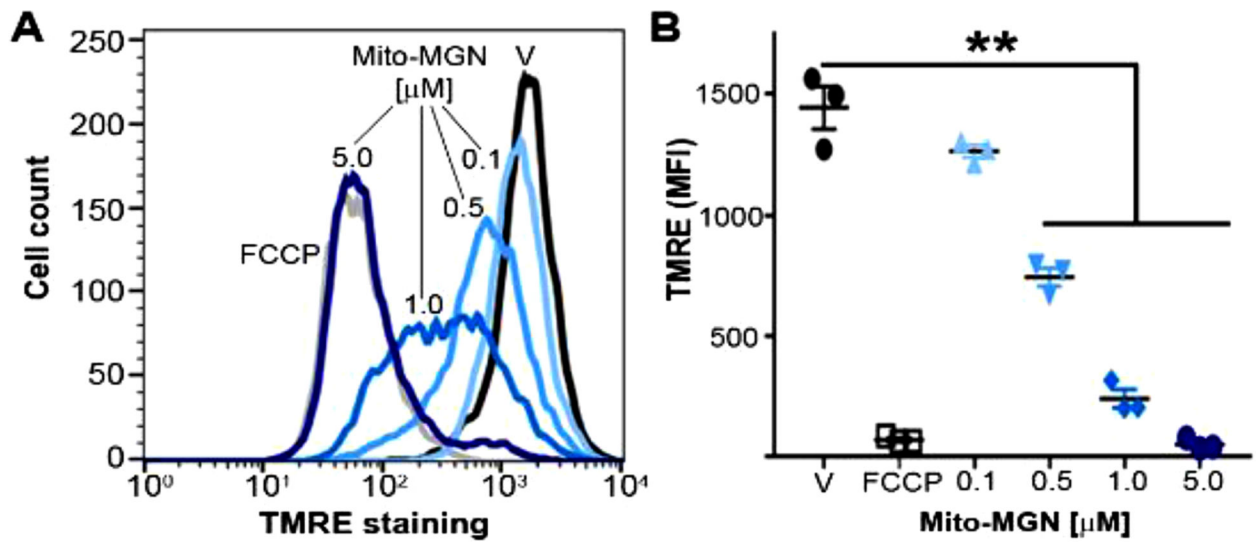 A
Cell count
250
200
150
100
50
0
Mito-MGN
[μM]
V
5.0
0.1
0.5
1.0
FCCP
10⁰ 10¹ 10² 10³ 10⁴
TMRE staining
B
**
TMRE (MFI)
1500
1000
500
V FCCP 0.1 0.5 1.0 5.0
Mito-MGN [μM]